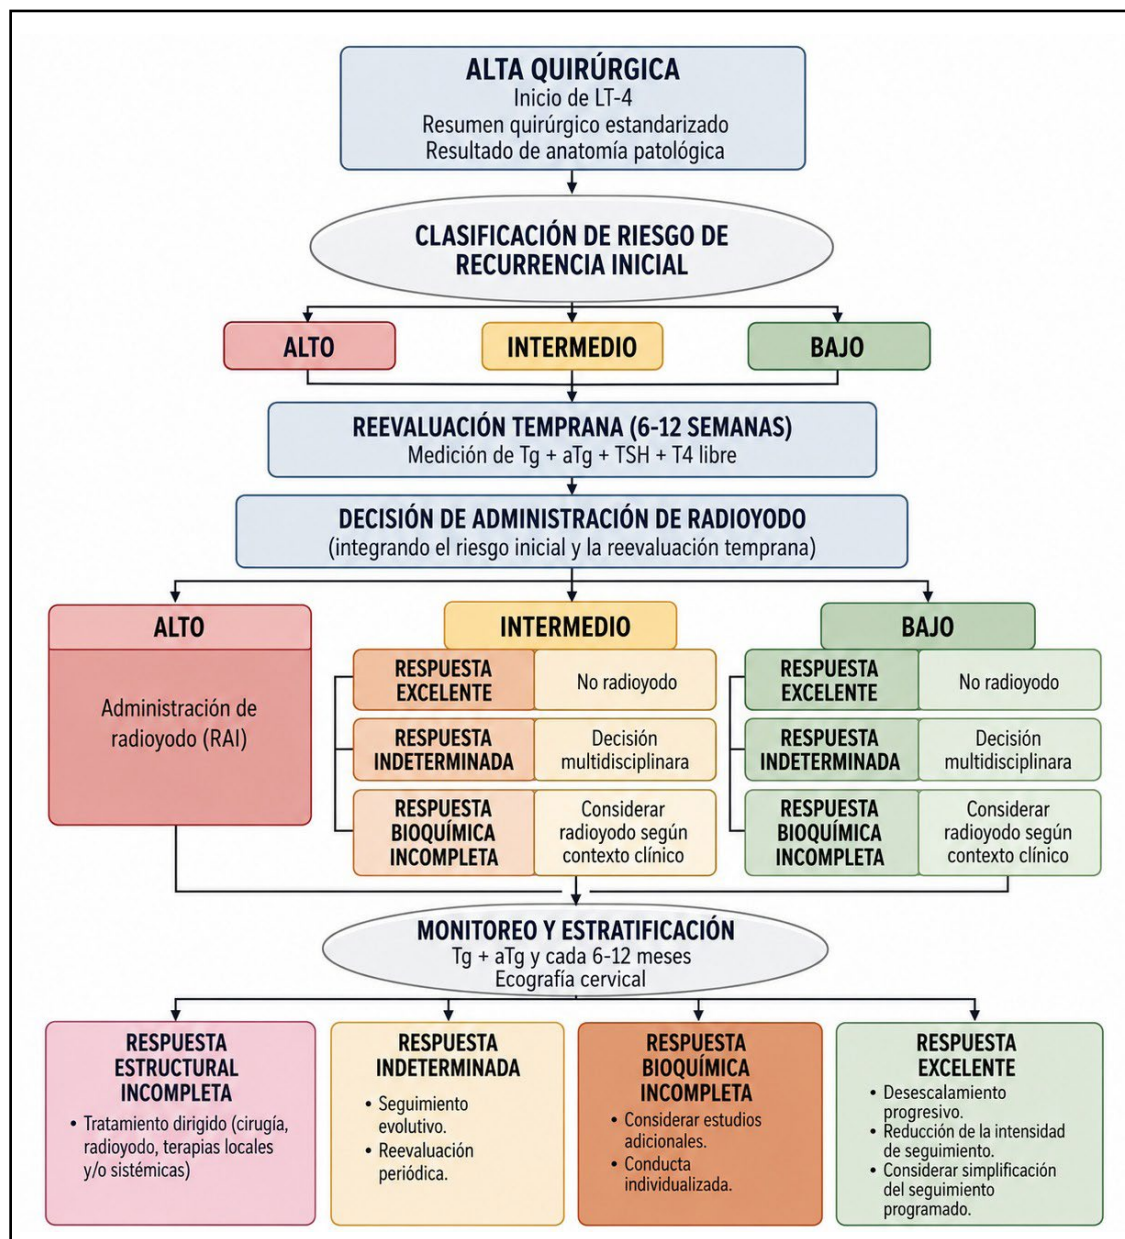 ALTA QUIRÚRGICA
Inicio de LT-4
Resumen quirúrgico estandarizado
Resultado de anatomía patológica
CLASIFICACIÓN DE RIESGO DE
RECURRENCIA INICIAL
ALTO
INTERMEDIO
BAJO
REEVALUACIÓN TEMPRANA (6-12 SEMANAS)
Medición de Tg + aTg + TSH + T4 libre
DECISIÓN DE ADMINISTRACIÓN DE RADIOYODO
(integrando el riesgo inicial y la reevaluación temprana)
ALTO
Administración de
radioyodo (RAI)
INTERMEDIO
RESPUESTA
EXCELENTE
No radioyodo
RESPUESTA
INDETERMINADA
Decisión
multidisciplinara
RESPUESTA
BIOQUÍMICA
INCOMPLETA
Considerar
radioyodo según
contexto clínico
BAJO
RESPUESTA
EXCELENTE
No radioyodo
RESPUESTA
INDETERMINADA
Decisión
multidisciplinara
RESPUESTA
BIOQUÍMICA
INCOMPLETA
Considerar
radioyodo según
contexto clínico
MONITOREO Y ESTRATIFICACIÓN
Tg + aTg y cada 6-12 meses
Ecografía cervical
RESPUESTA
ESTRUCTURAL
INCOMPLETA
• Tratamiento dirigido (cirugía,
radioyodo, terapias locales
y/o sistémicas)
RESPUESTA
INDETERMINADA
• Seguimiento
evolutivo.
• Reevaluación
periódica.
RESPUESTA
BIOQUÍMICA
INCOMPLETA
• Considerar estudios
adicionales.
• Conducta
individualizada.
RESPUESTA
EXCELENTE
• Desescalamiento
progresivo.
• Reducción de la intensidad
de seguimiento.
• Considerar simplificación
del seguimiento
programado.